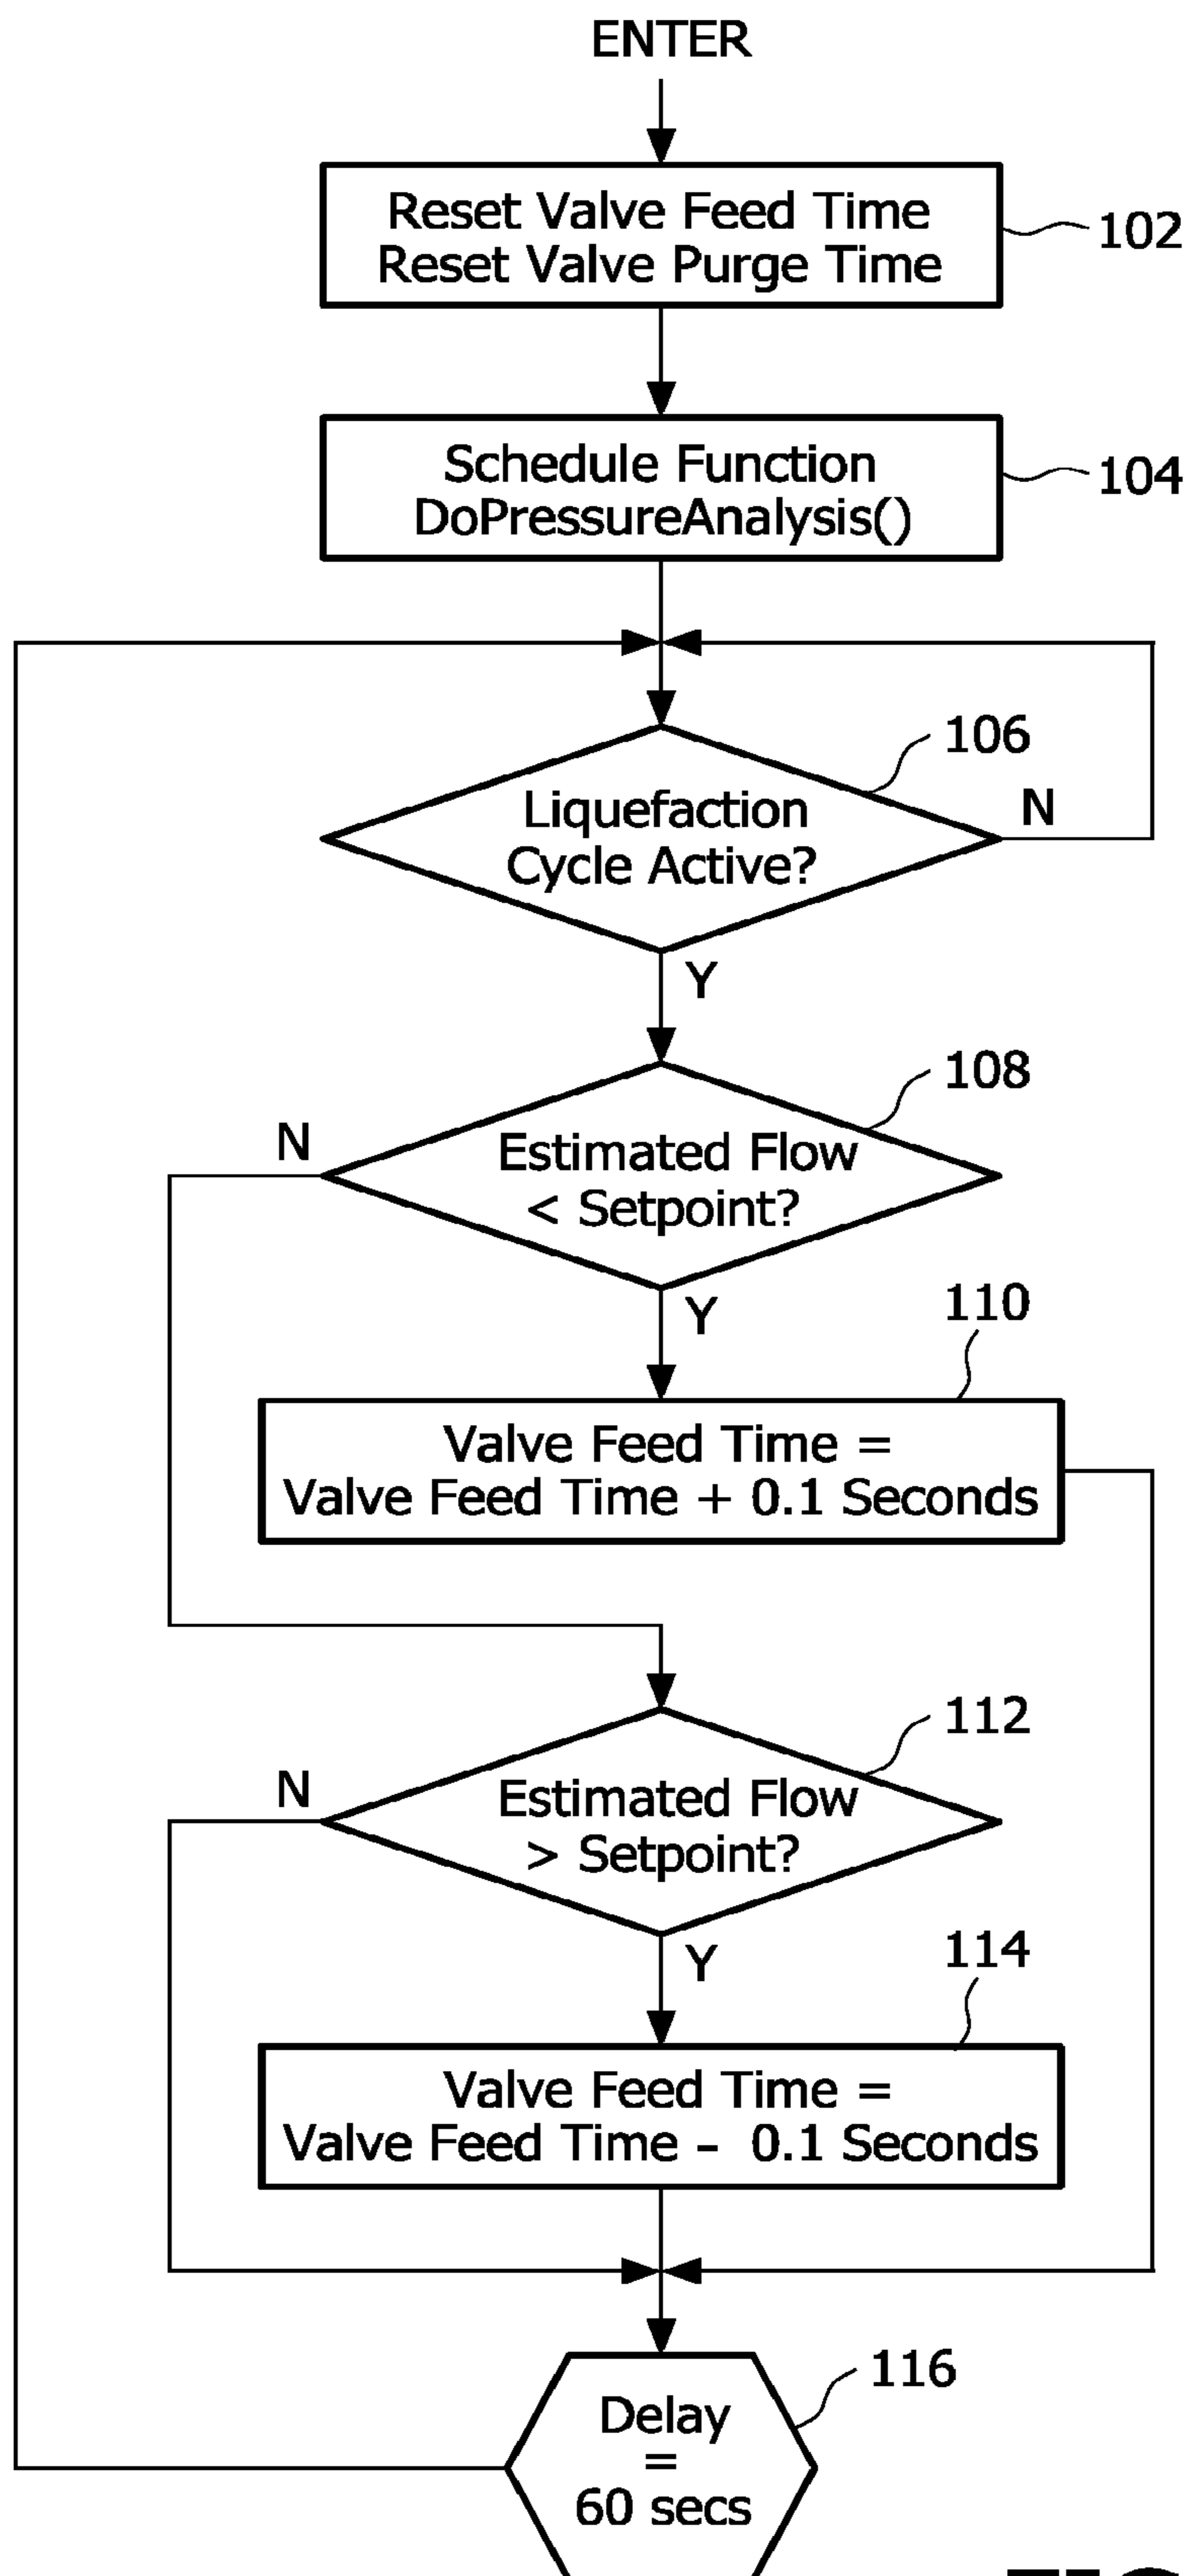 ENTER
Reset Valve Feed Time
Reset Valve Purge Time
102
Schedule Function
DoPressureAnalysis()
104
106
Liquefaction
Cycle Active?
N
Y
108
N
Estimated Flow
< Setpoint?
Y
110
Valve Feed Time =
Valve Feed Time + 0.1 Seconds
112
N
Estimated Flow
> Setpoint?
Y
114
Valve Feed Time =
Valve Feed Time – 0.1 Seconds
116
Delay
=
60 secs